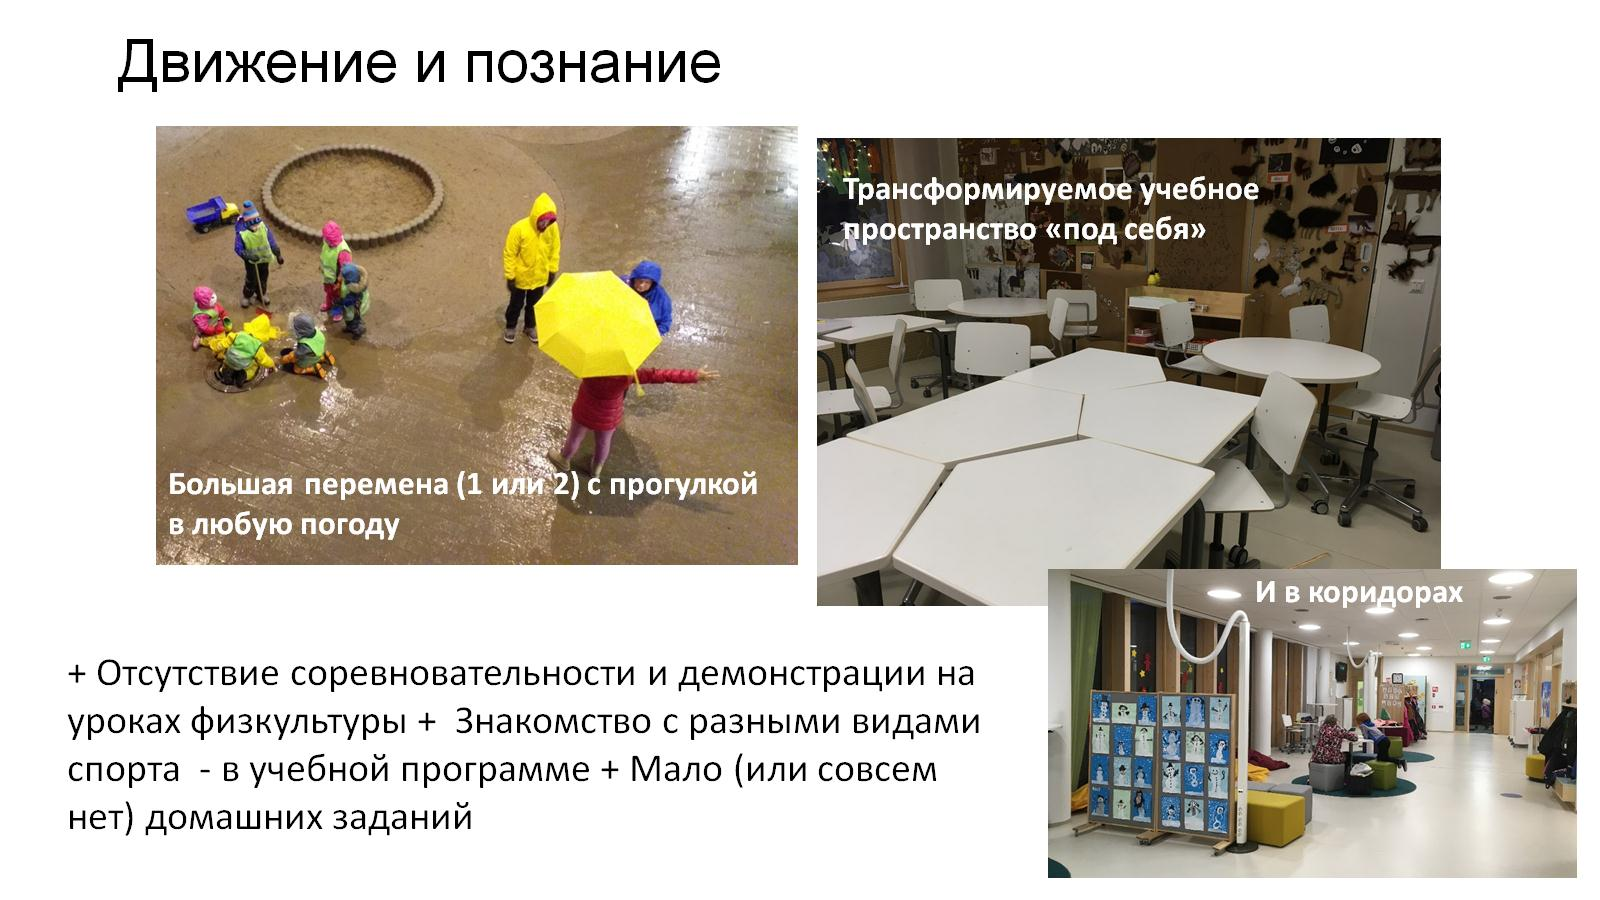 Движение и познание
Трансформируемое учебное
пространство «под себя»
Большая перемена (1 или 2) с прогулкой
в любую погоду
И в коридорах
+ Отсутствие соревновательности и демонстрации на
уроках физкультуры +  Знакомство с разными видами
спорта  - в учебной программе + Мало (или совсем
нет) домашних заданий